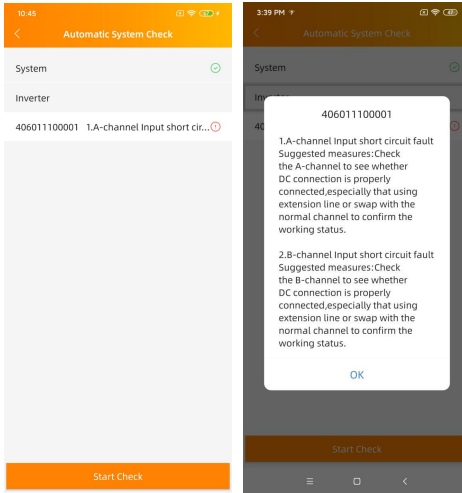 10:45
Automatic System Check
System
Inverter
406011100001 1.A-channel Input short cir...
Start Check
3:39 PM
Automatic System Check
System
406011100001
1.A-channel Input short circuit fault
Suggested measures:Check
the A-channel to see whether
DC connection is properly
connected,especially that using
extension line or swap with the
normal channel to confirm the
working status.
2.B-channel Input short circuit fault
Suggested measures:Check
the B-channel to see whether
DC connection is properly
connected,especially that using
extension line or swap with the
normal channel to confirm the
working status.
OK
Start Check